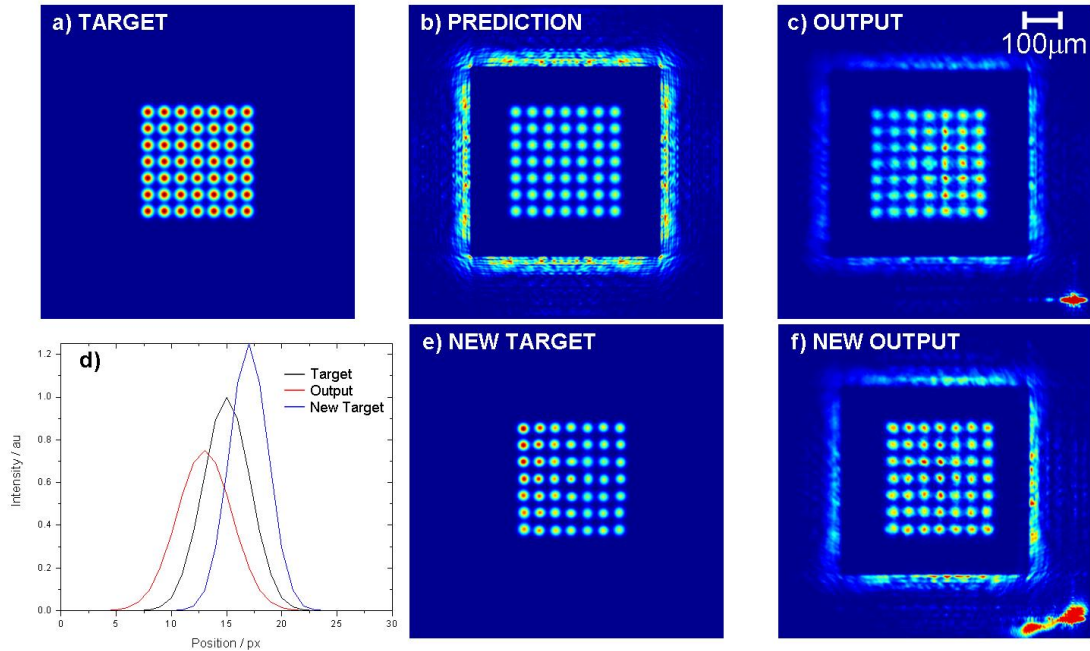 a) TARGET
b) PREDICTION
c) OUTPUT
100μm
d)
Target
Output
New Target
1.2
1.0
0.8
0.6
0.4
0.2
0.0
Intensity / au
0 5 10 15 20 25 30
Position / px
e) NEW TARGET
f) NEW OUTPUT